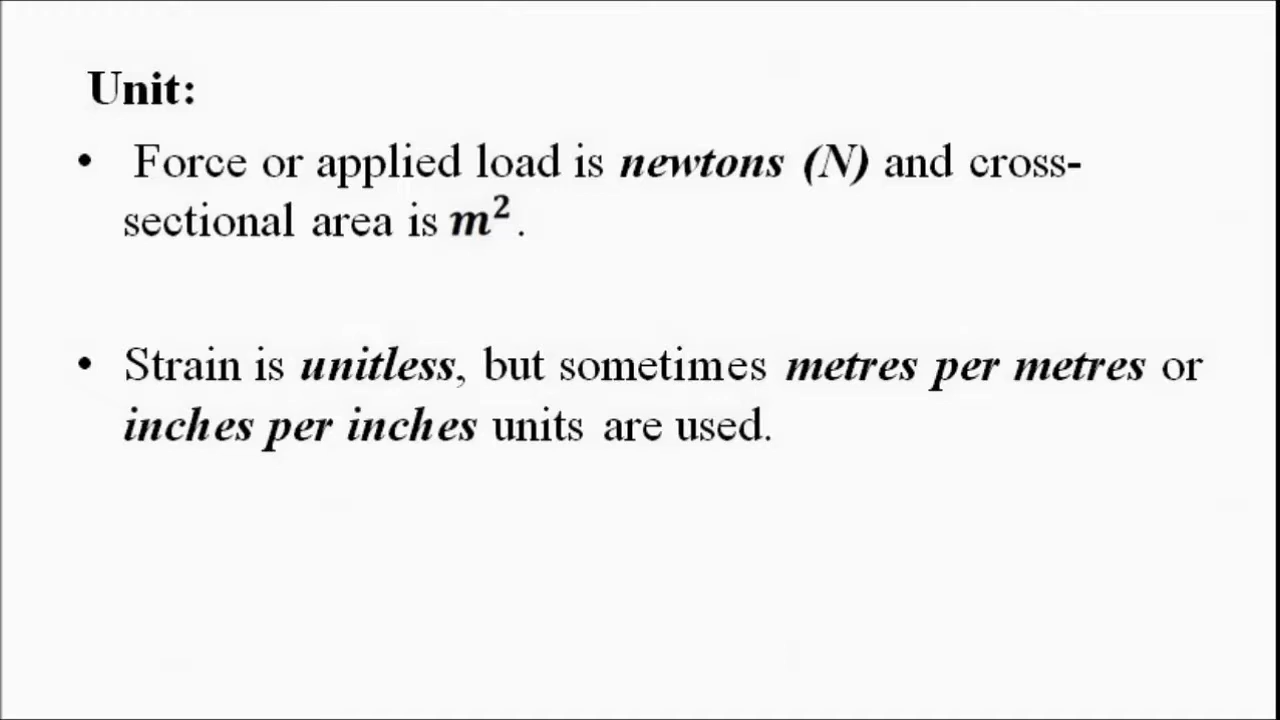 Unit:
• Force or applied load is newtons (N) and cross-
sectional area is m².
• Strain is unitless, but sometimes metres per metres or
inches per inches units are used.